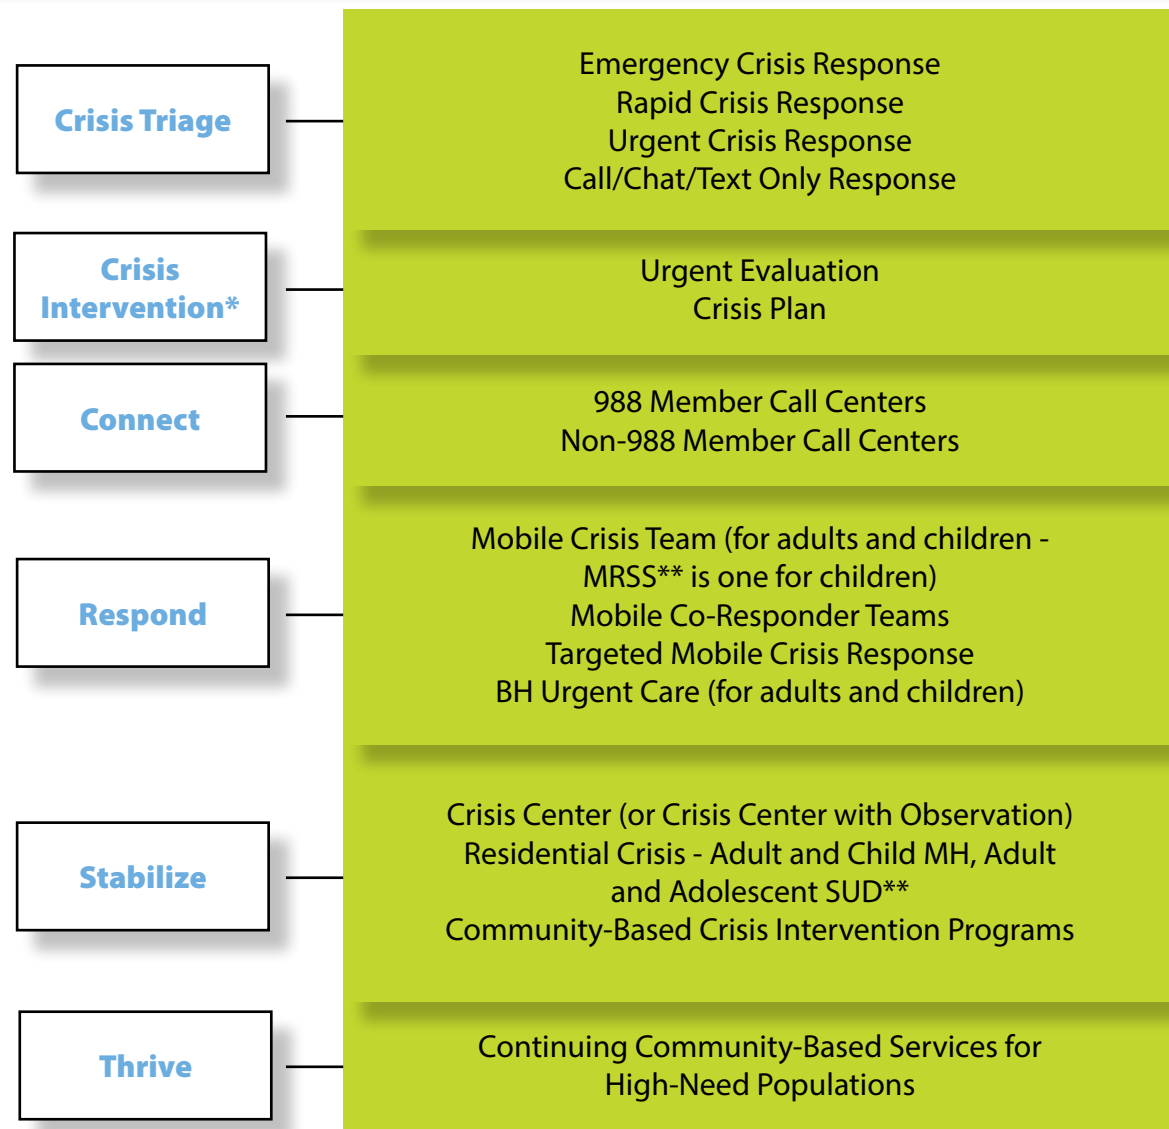 Crisis Triage
Emergency Crisis Response
Rapid Crisis Response
Urgent Crisis Response
Call/Chat/Text Only Response
Crisis
Intervention*
Urgent Evaluation
Crisis Plan
Connect
988 Member Call Centers
Non-988 Member Call Centers
Respond
Mobile Crisis Team (for adults and children -
MRSS** is one for children)
Mobile Co-Responder Teams
Targeted Mobile Crisis Response
BH Urgent Care (for adults and children)
Stabilize
Crisis Center (or Crisis Center with Observation)
Residential Crisis - Adult and Child MH, Adult
and Adolescent SUD**
Community-Based Crisis Intervention Programs
Thrive
Continuing Community-Based Services for
High-Need Populations